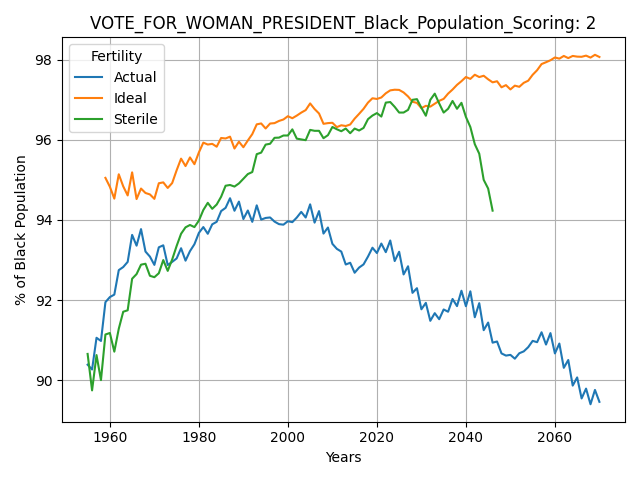 VOTE_FOR_WOMAN_PRESIDENT_Black_Population_Scoring: 2
Fertility
Actual
Ideal
Sterile
98
96
94
92
90
% of Black Population
1960 1980 2000 2020 2040 2060
Years